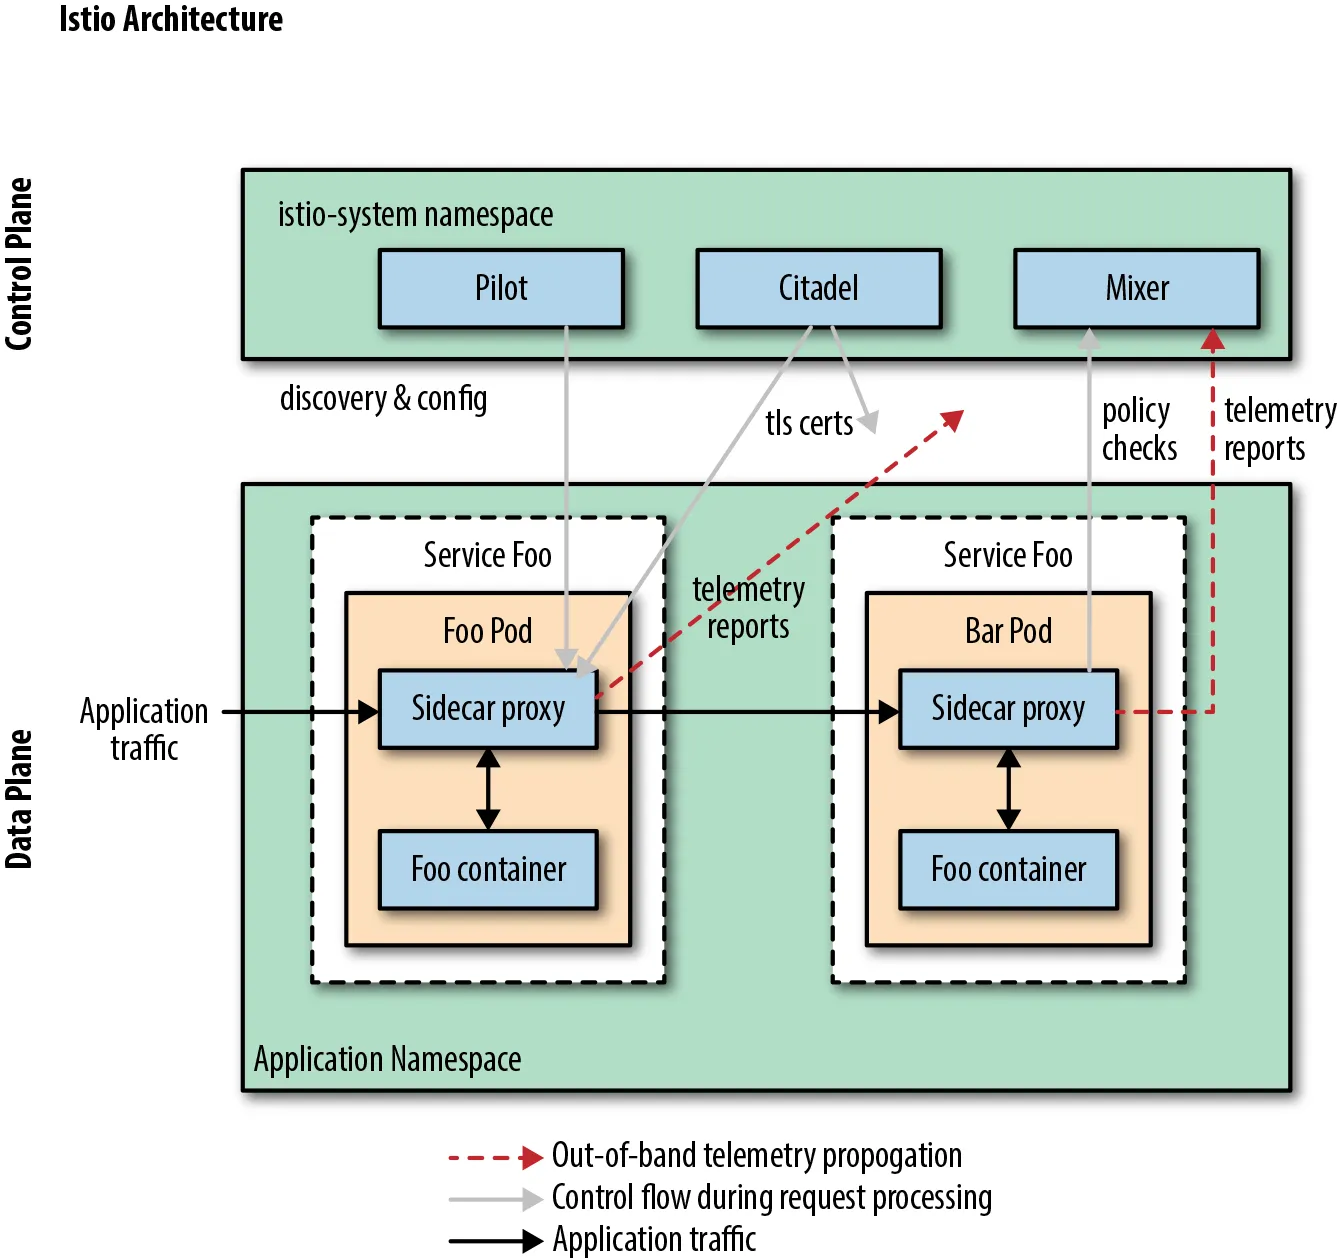 Istio Architecture
Control Plane
istio-system namespace
Pilot
Citadel
Mixer
discovery & config
tls certs
policy
checks
telemetry
reports
Data Plane
Service Foo
Service Foo
telemetry
reports
Foo Pod
Bar Pod
Application
traffic
Sidecar proxy
Sidecar proxy
Foo container
Foo container
Application Namespace
Out-of-band telemetry propogation
Control flow during request processing
Application traffic